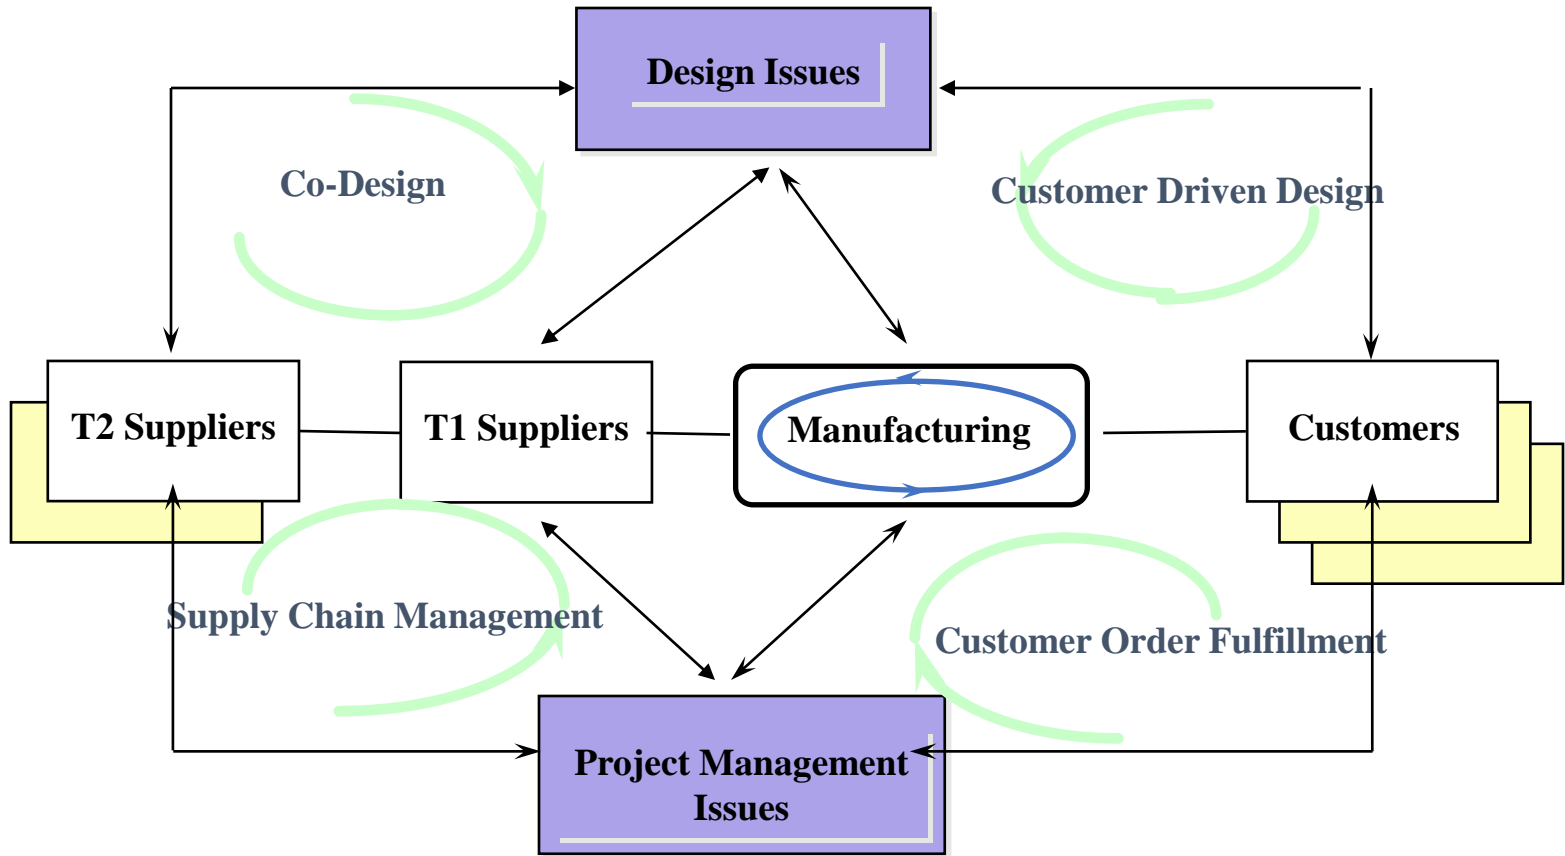 Design Issues
Co-Design
Customer Driven Design
T2 Suppliers
T1 Suppliers
Manufacturing
Customers
Supply Chain Management
Customer Order Fulfillment
Project Management
Issues